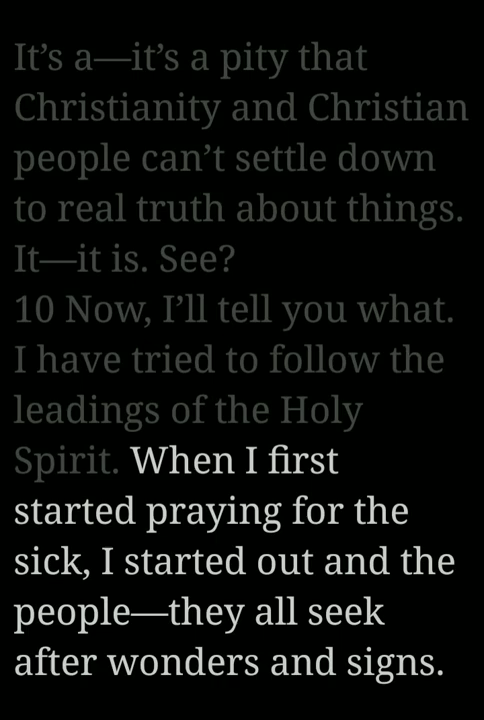 It’s a—it’s a pity that
Christianity and Christian
people can’t settle down
to real truth about things.
It—it is. See?
10 Now, I’ll tell you what.
I have tried to follow the
leadings of the Holy
Spirit. When I first
started praying for the
sick, I started out and the
people—they all seek
after wonders and signs.